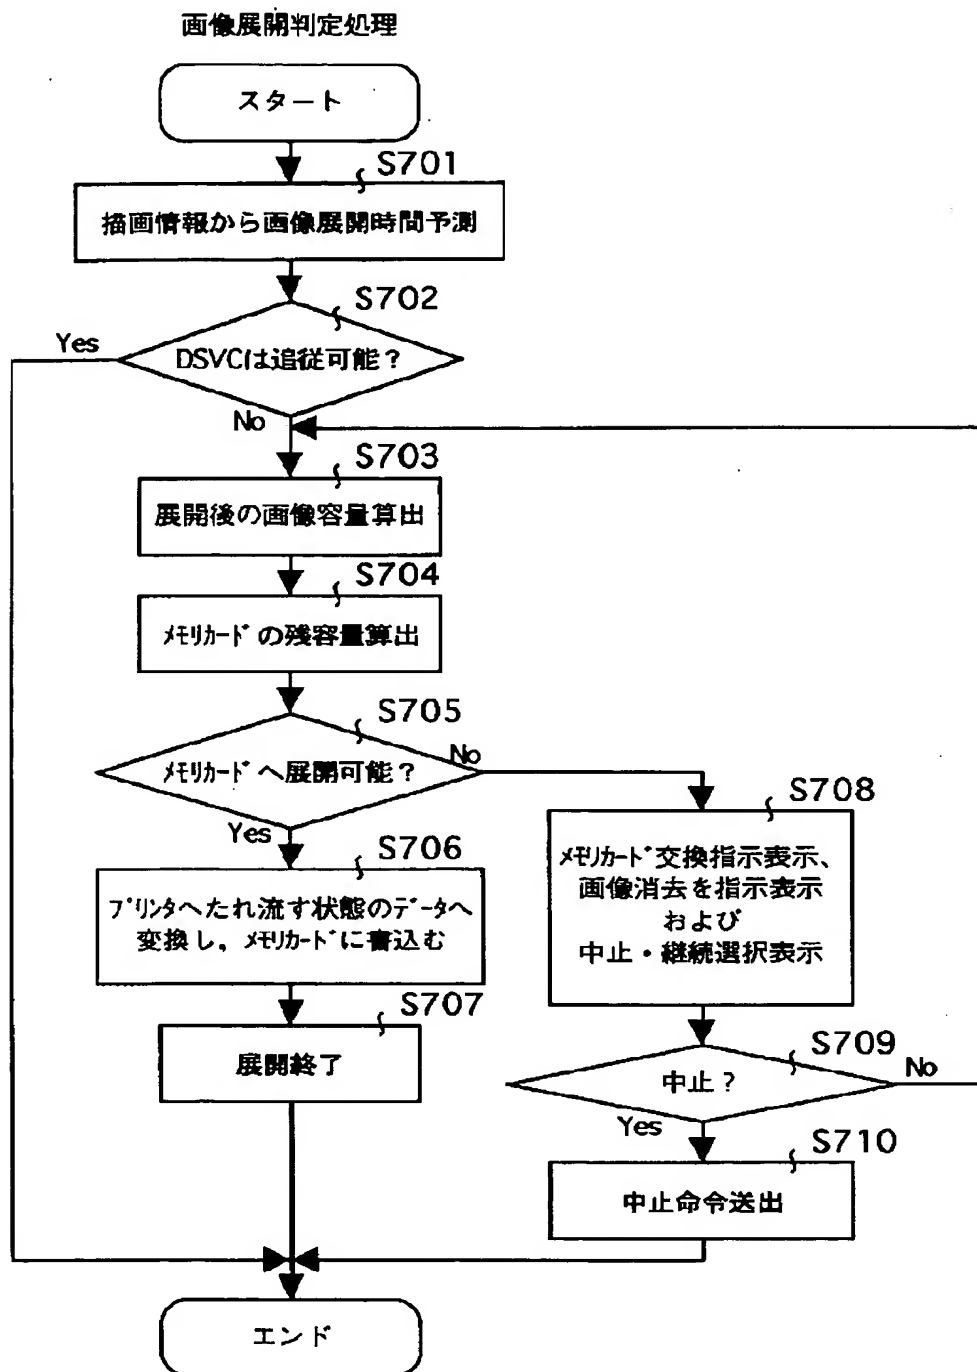 画像展開判定処理
スタート
S701
描画情報から画像展開時間予測
S702
Yes
DSVCは追従可能？
No
S703
展開後の画像容量算出
S704
ﾒﾓﾘｶｰﾄﾞの残容量算出
S705
No
ﾒﾓﾘｶｰﾄﾞへ展開可能？
Yes
S706
ﾌﾟﾘﾝﾀへたれ流す状態のﾃﾞｰﾀへ
変換し，ﾒﾓﾘｶｰﾄﾞに書込む
S707
展開終了
S708
ﾒﾓﾘｶｰﾄﾞ交換指示表示、
画像消去を指示表示
および
中止・継続選択表示
S709
No
中止？
Yes
S710
中止命令送出
エンド